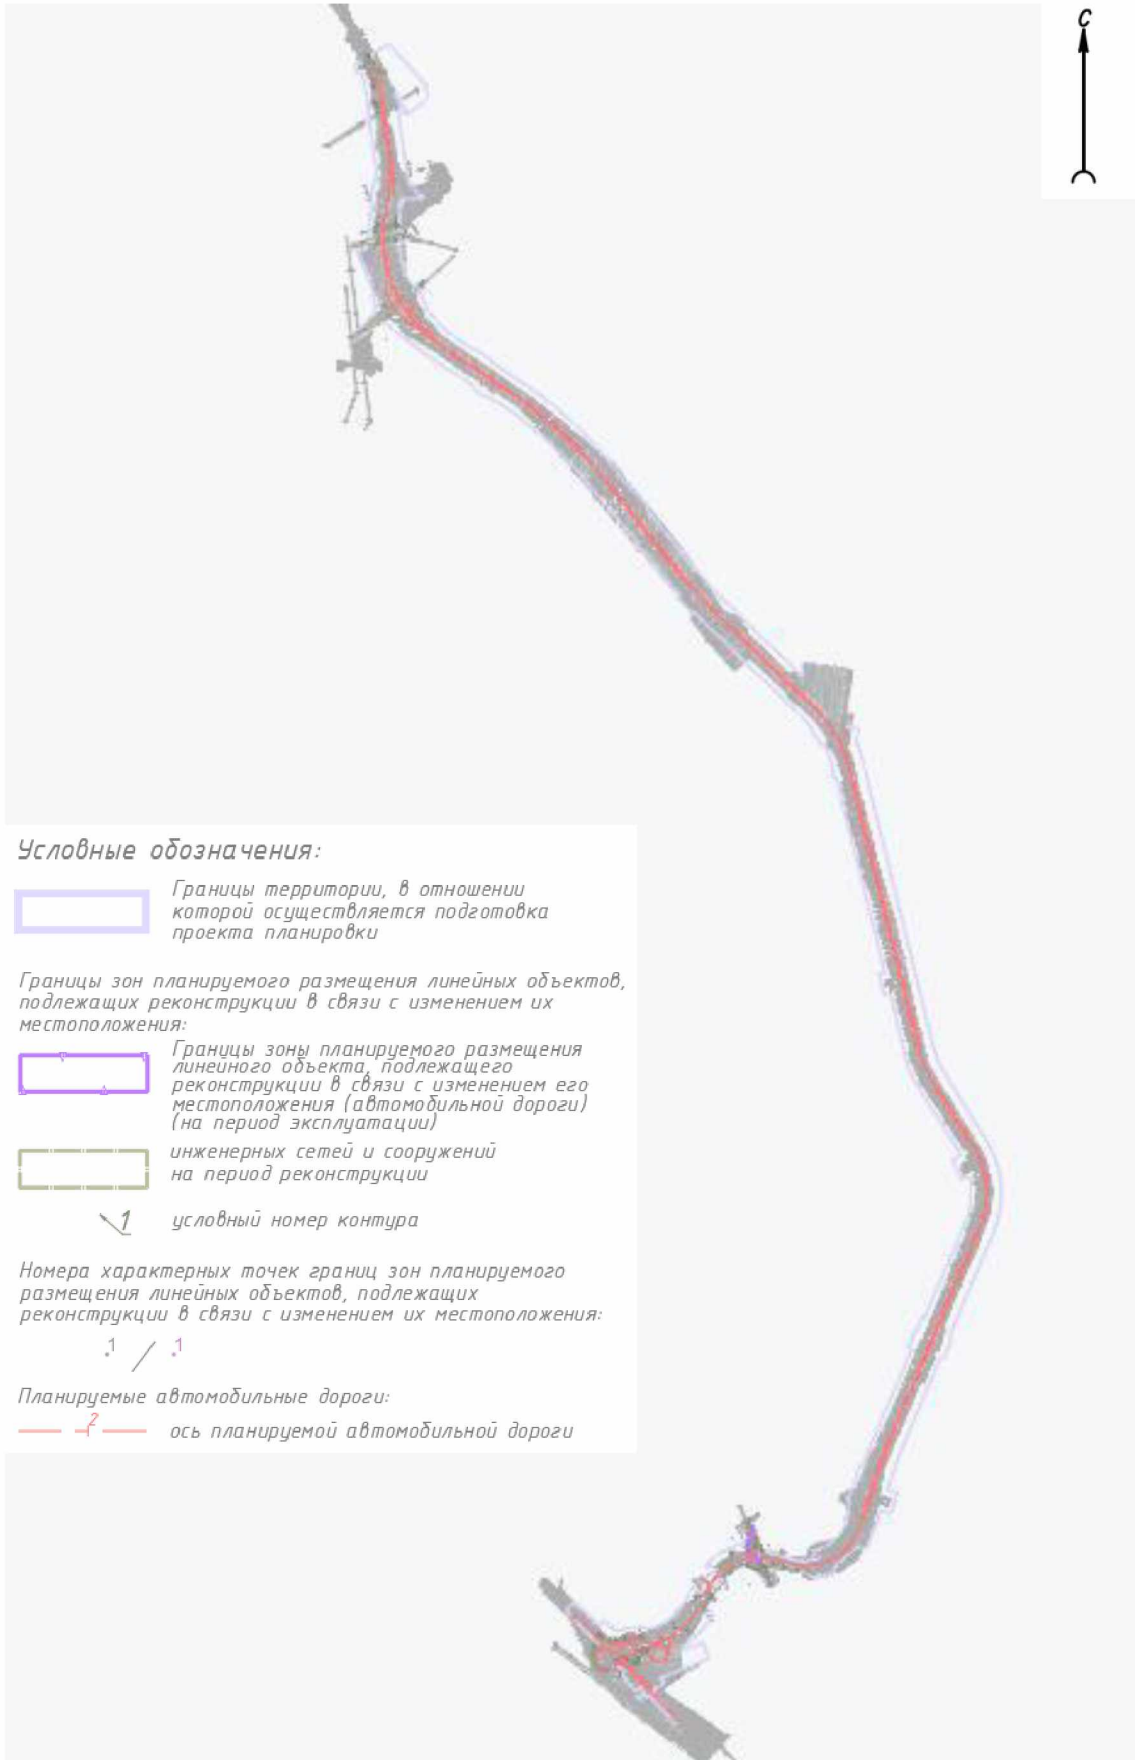 С
Условные обозначения:
Границы территории, в отношении
которой осуществляется подготовка
проекта планировки
Границы зон планируемого размещения линейных объектов,
подлежащих реконструкции в связи с изменением их
местоположения:
Границы зоны планируемого размещения
линейного объекта, подлежащего
реконструкции в связи с изменением его
местоположения (автомобильной дороги)
(на период эксплуатации)
инженерных сетей и сооружений
на период реконструкции
1
условный номер контура
Номера характерных точек границ зон планируемого
размещения линейных объектов, подлежащих
реконструкции в связи с изменением их местоположения:
1 / 1
Планируемые автомобильные дороги:
2
ось планируемой автомобильной дороги